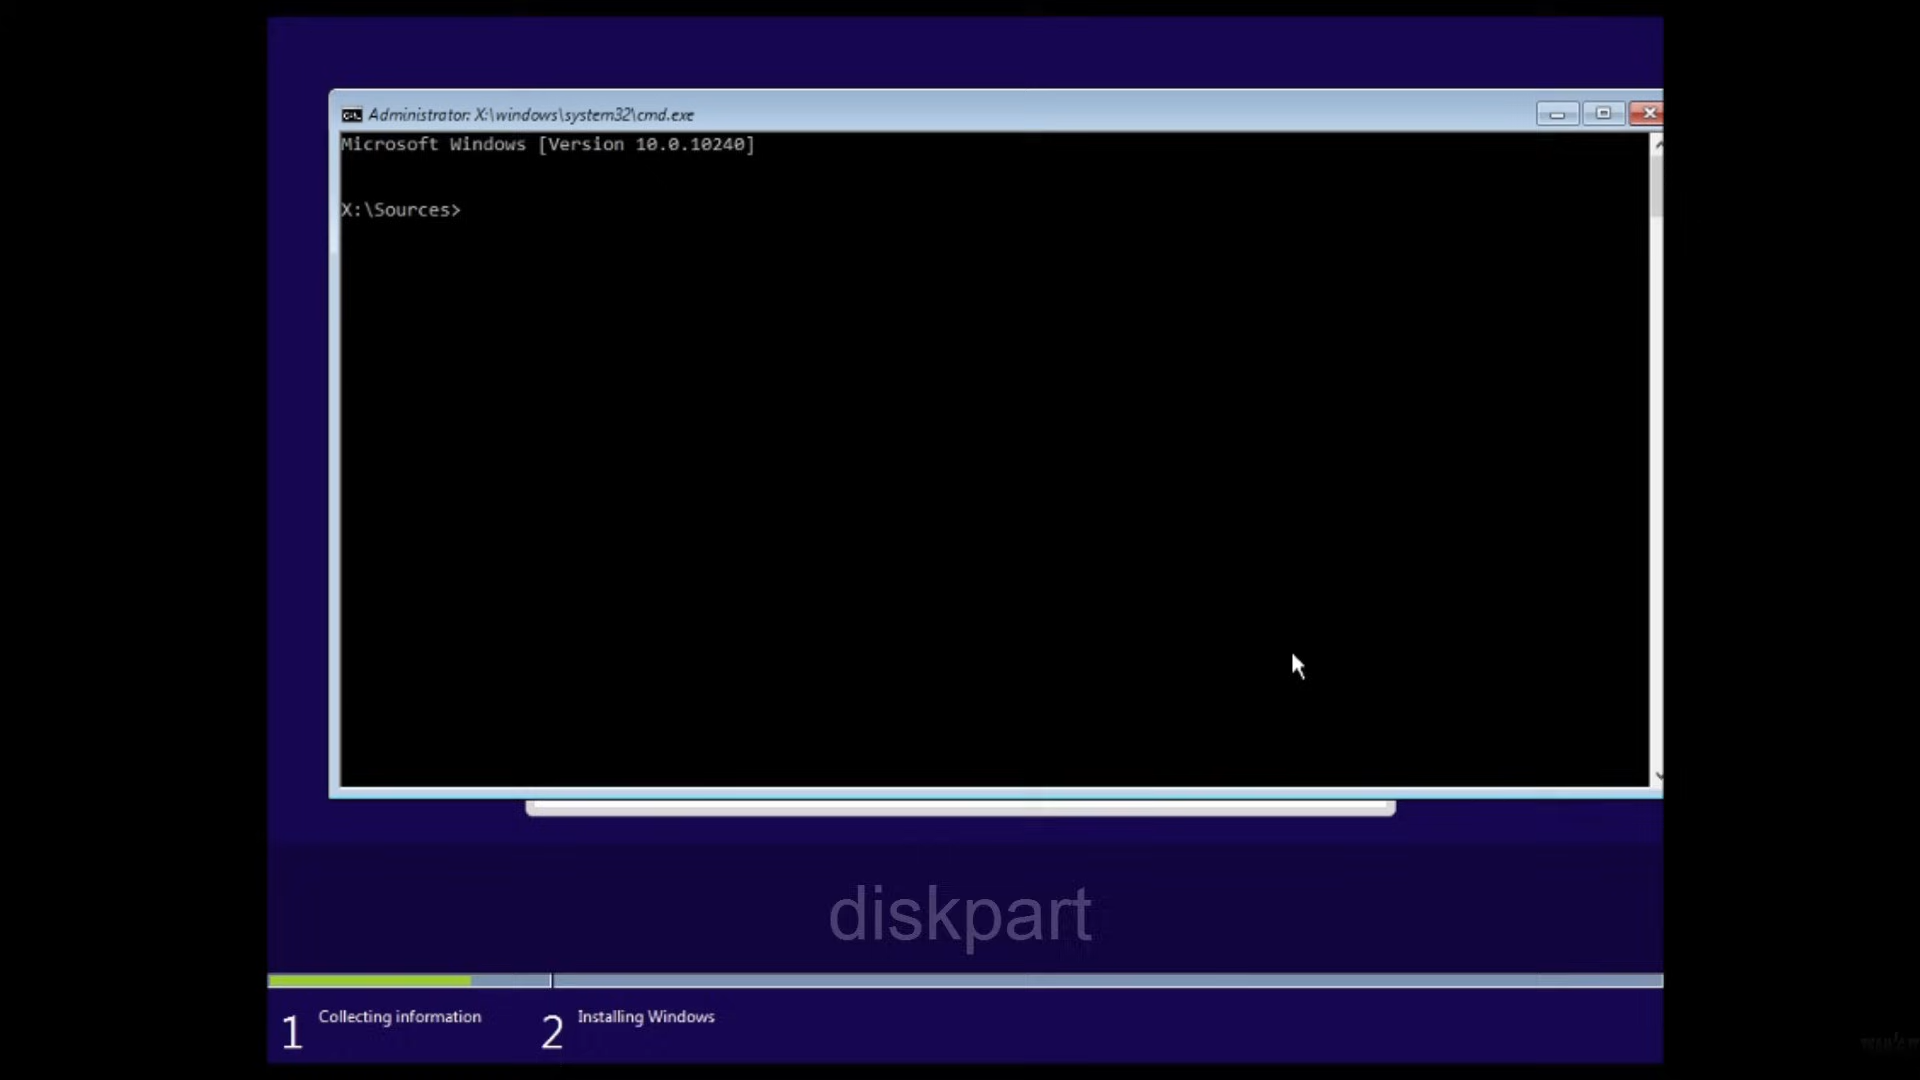 Administrator: X:\windows\system32\cmd.exe
Microsoft Windows [Version 10.0.10240]
X:\Sources>
diskpart
1 Collecting information 2 Installing Windows